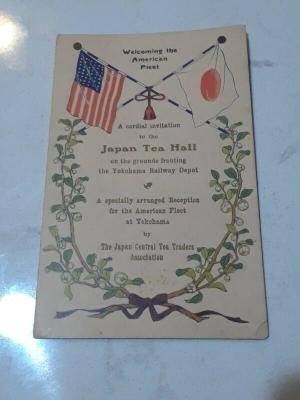 Welcoming the
American
Fleet
A cordial invitation
to the
Japan Tea Hall
on the grounds fronting
the Yokohama Railway Depot
A specially arranged Reception
for the American Fleet
at Yokohama
by
The Japan Central Tea Traders
Association